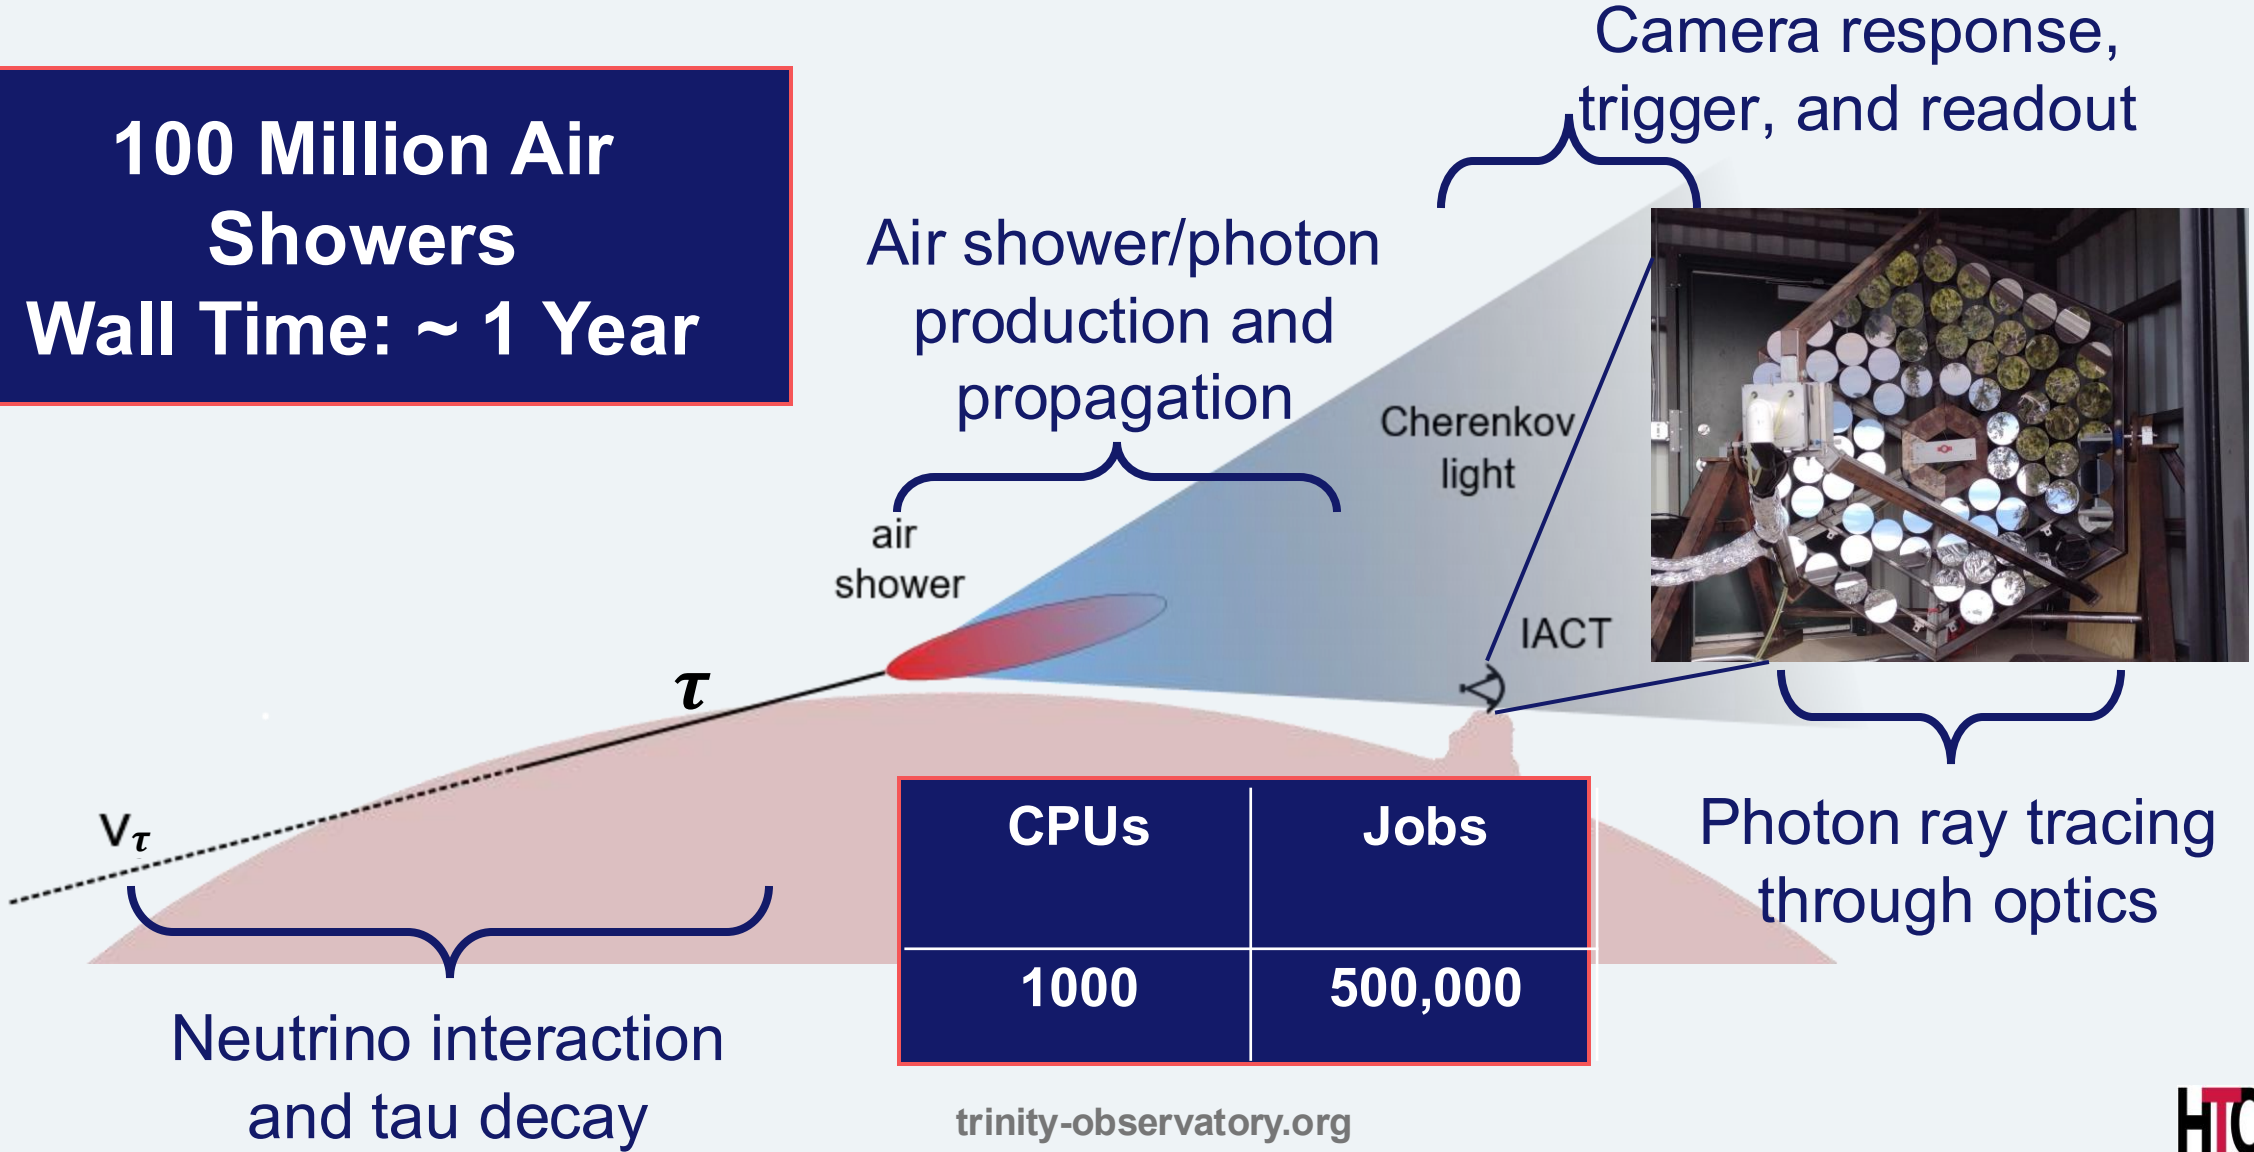 Camera response,
trigger, and readout
100 Million Air
Showers
Wall Time: ~ 1 Year
Air shower/photon
production and
propagation
Cherenkov
light
air
shower
IACT
τ
ντ
CPUs Jobs
1000 500,000
Photon ray tracing
through optics
Neutrino interaction
and tau decay
trinity-observatory.org
HTC